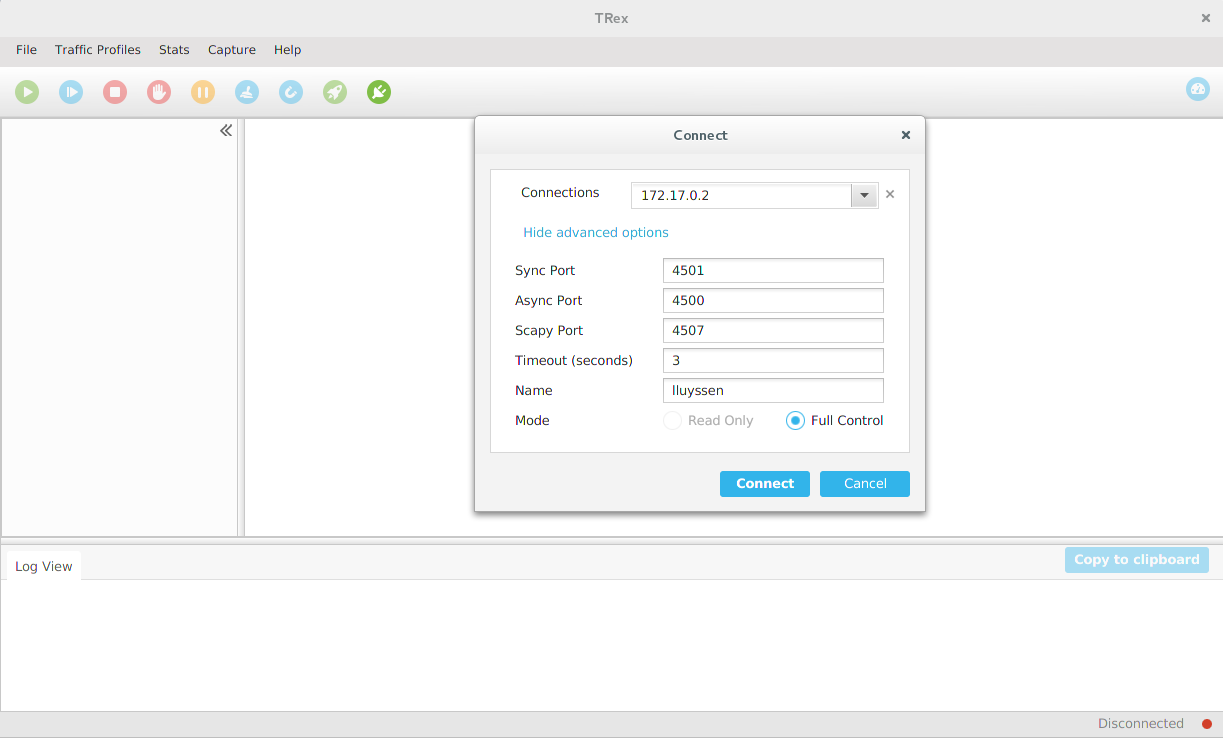 TRex
File Traffic Profiles Stats Capture Help
Connect
Connections 172.17.0.2
Hide advanced options
Sync Port 4501
Async Port 4500
Scapy Port 4507
Timeout (seconds) 3
Name lluyssen
Mode Read Only Full Control
Connect Cancel
Log View Copy to clipboard
Disconnected